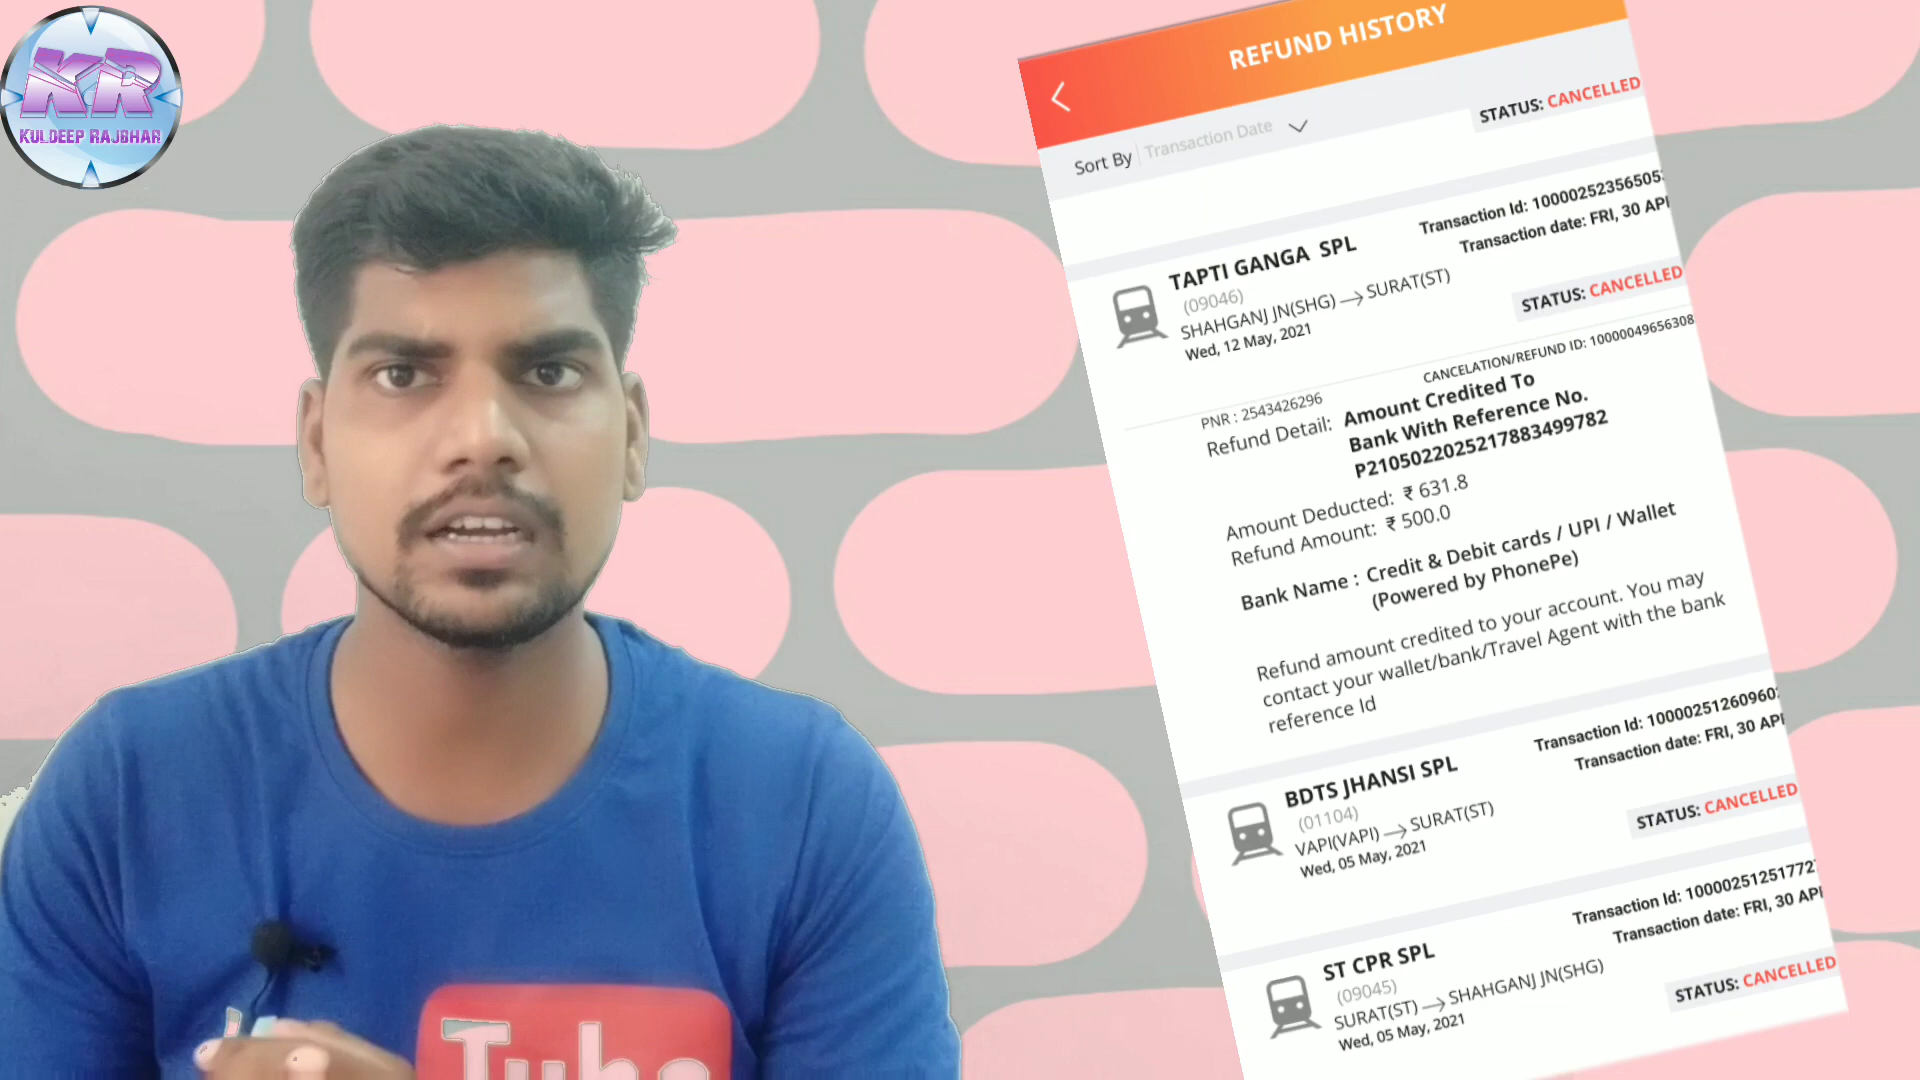 KR
KULDEEP RAJBHAR
Tube
REFUND HISTORY
Sort By Transaction Date
STATUS: CANCELLED
Transaction Id: 10000252356505
Transaction date: FRI, 30 AP
TAPTI GANGA SPL
(09046)
SHAHGANJ JN(SHG) → SURAT(ST)
Wed, 12 May, 2021
STATUS: CANCELLED
CANCELATION/REFUND ID: 10000049656308
PNR : 2543426296
Refund Detail: Amount Credited To
Bank With Reference No.
P2105022025217883499782
Amount Deducted: ₹ 631.8
Refund Amount: ₹ 500.0
Bank Name : Credit & Debit cards / UPI / Wallet
(Powered by PhonePe)
Refund amount credited to your account. You may
contact your wallet/bank/Travel Agent with the bank
reference Id
Transaction Id: 10000251260960
Transaction date: FRI, 30 AP
BDTS JHANSI SPL
(01104)
VAPI(VAPI) → SURAT(ST)
Wed, 05 May, 2021
STATUS: CANCELLED
Transaction Id: 10000251251772
Transaction date: FRI, 30 AP
ST CPR SPL
(09045)
SURAT(ST) → SHAHGANJ JN(SHG)
Wed, 05 May, 2021
STATUS: CANCELLED